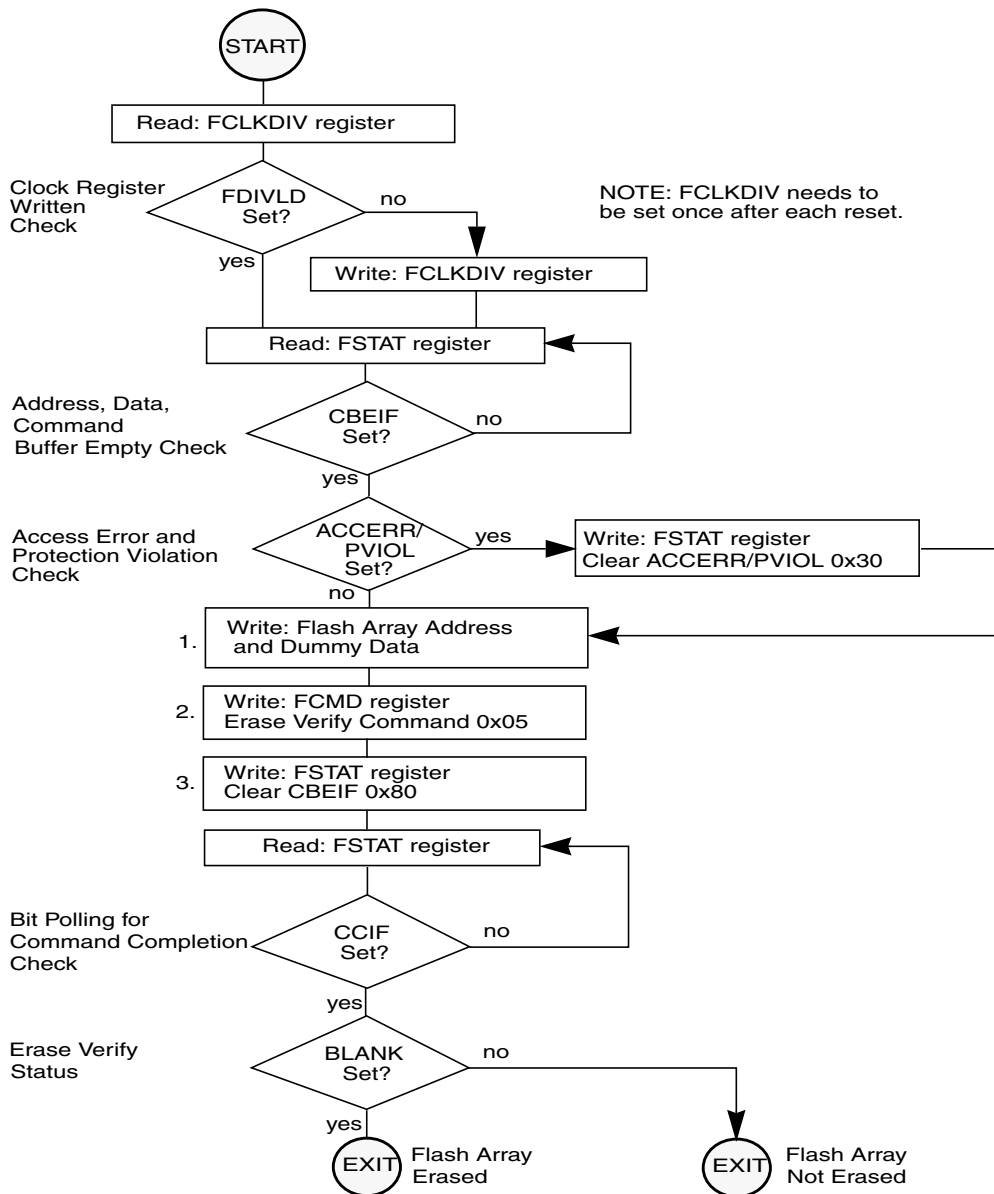 START
Read: FCLKDIV register
Clock Register
Written
Check
FDIVLD
Set?
no
yes
NOTE: FCLKDIV needs to
be set once after each reset.
Write: FCLKDIV register
Read: FSTAT register
Address, Data,
Command
Buffer Empty Check
CBEIF
Set?
no
yes
Access Error and
Protection Violation
Check
ACCERR/
PVIOL
Set?
yes
no
Write: FSTAT register
Clear ACCERR/PVIOL 0x30
1.
Write: Flash Array Address
and Dummy Data
2.
Write: FCMD register
Erase Verify Command 0x05
3.
Write: FSTAT register
Clear CBEIF 0x80
Read: FSTAT register
Bit Polling for
Command Completion
Check
CCIF
Set?
no
yes
Erase Verify
Status
BLANK
Set?
no
yes
EXIT
Flash Array
Erased
EXIT
Flash Array
Not Erased